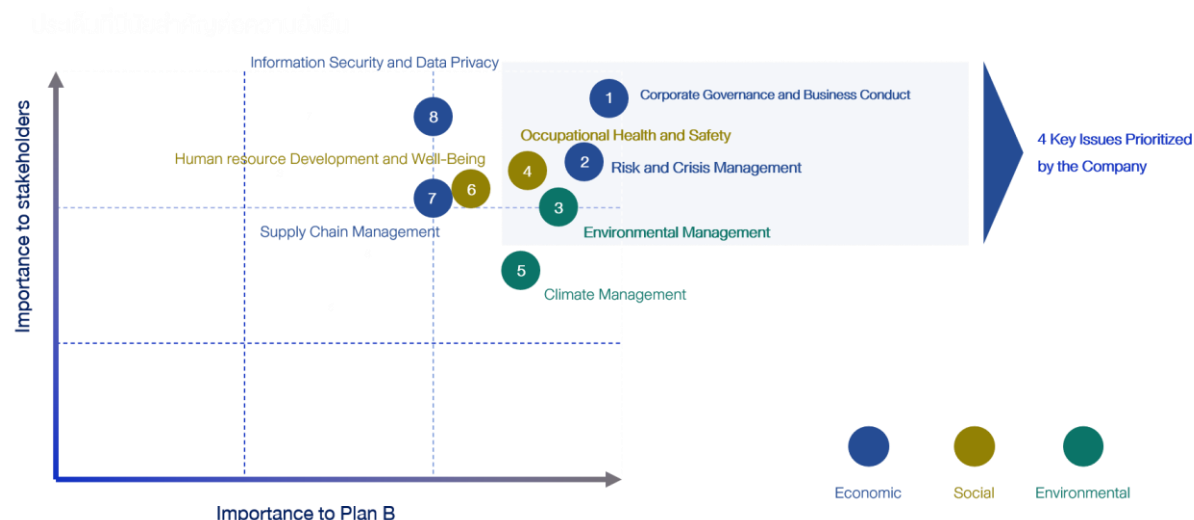 Information Security and Data Privacy
1
Corporate Governance and Business Conduct
8
Occupational Health and Safety
4 Key Issues Prioritized
by the Company
Human resource Development and Well-Being
2
4
Risk and Crisis Management
6
7
3
Supply Chain Management
Environmental Management
5
Climate Management
Importance to stakeholders
Importance to Plan B
Economic
Social
Environmental